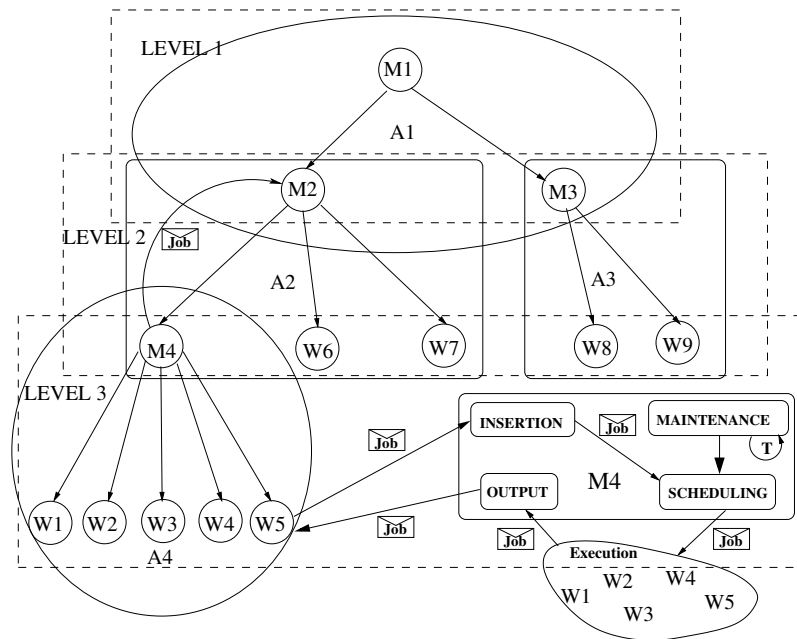 LEVEL 1
M1
A1
M2
M3
LEVEL 2
Job
A2
A3
M4
W6
W7
W8
W9
LEVEL 3
W1
W2
W3
W4
W5
A4
Job
INSERTION
Job
MAINTENANCE
T
OUTPUT
M4
SCHEDULING
Job
Job
Job
Execution
W1
W2
W4
W3
W5